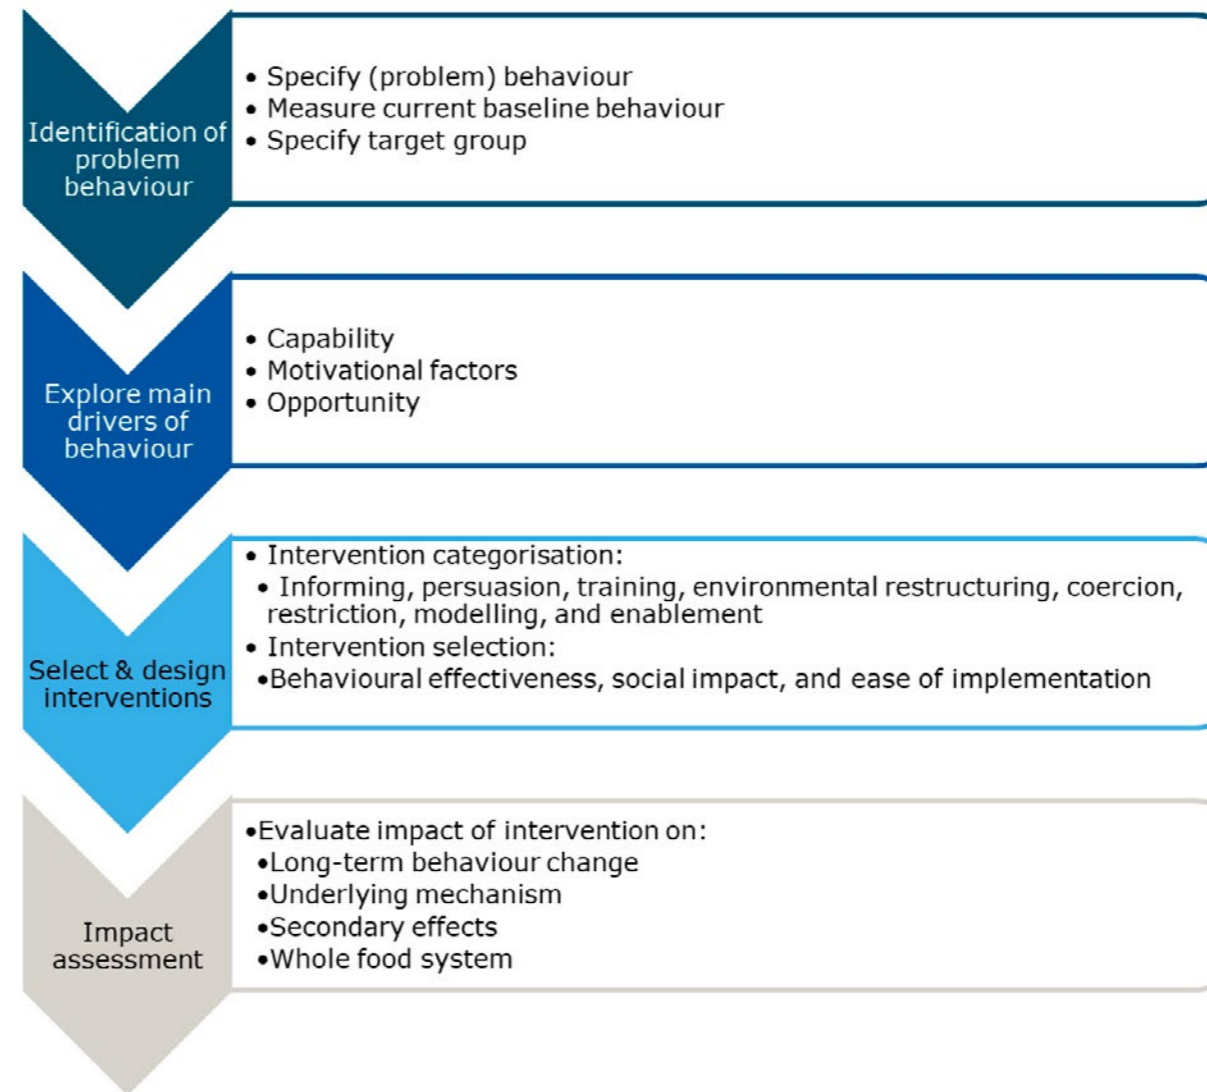 Identification of
problem
behaviour
• Specify (problem) behaviour
• Measure current baseline behaviour
• Specify target group
Explore main
drivers of
behaviour
• Capability
• Motivational factors
• Opportunity
Select & design
interventions
• Intervention categorisation:
• Informing, persuasion, training, environmental restructuring, coercion,
restriction, modelling, and enablement
• Intervention selection:
•Behavioural effectiveness, social impact, and ease of implementation
Impact
assessment
•Evaluate impact of intervention on:
•Long-term behaviour change
•Underlying mechanism
•Secondary effects
•Whole food system